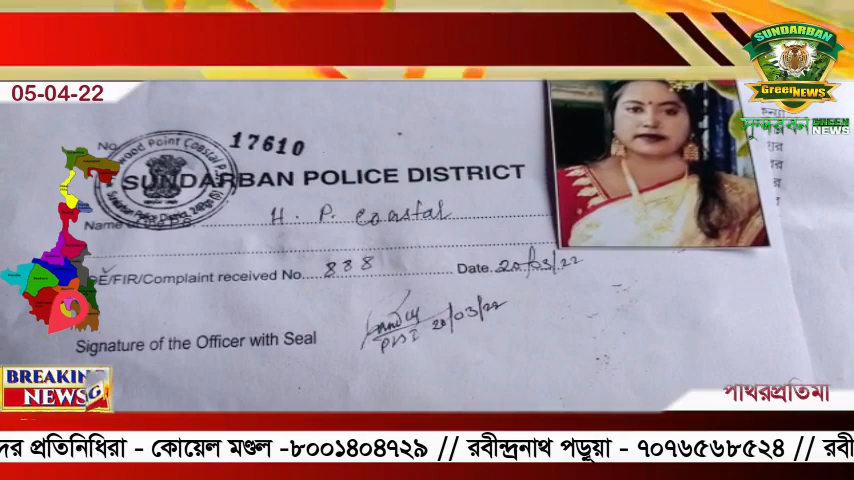 SUNDARBAN
Green NEWS
সুন্দরবন GREEN NEWS
05-04-22
No 17610
SUNDARBAN POLICE DISTRICT
Name of the P.S. H. P. Coastal
GDE/FIR/Complaint received No. 888 Date. 20/03/22
20/03/22
Signature of the Officer with Seal
BREAKING
NEWS
পাথরপ্রতিমা
দের প্রতিনিধিরা - কোয়েল মণ্ডল -৮০০১৪০৪৭২৯ // রবীন্দ্রনাথ পড়ূয়া - ৭০৭৬৫৬৮৫২৪ // রবী